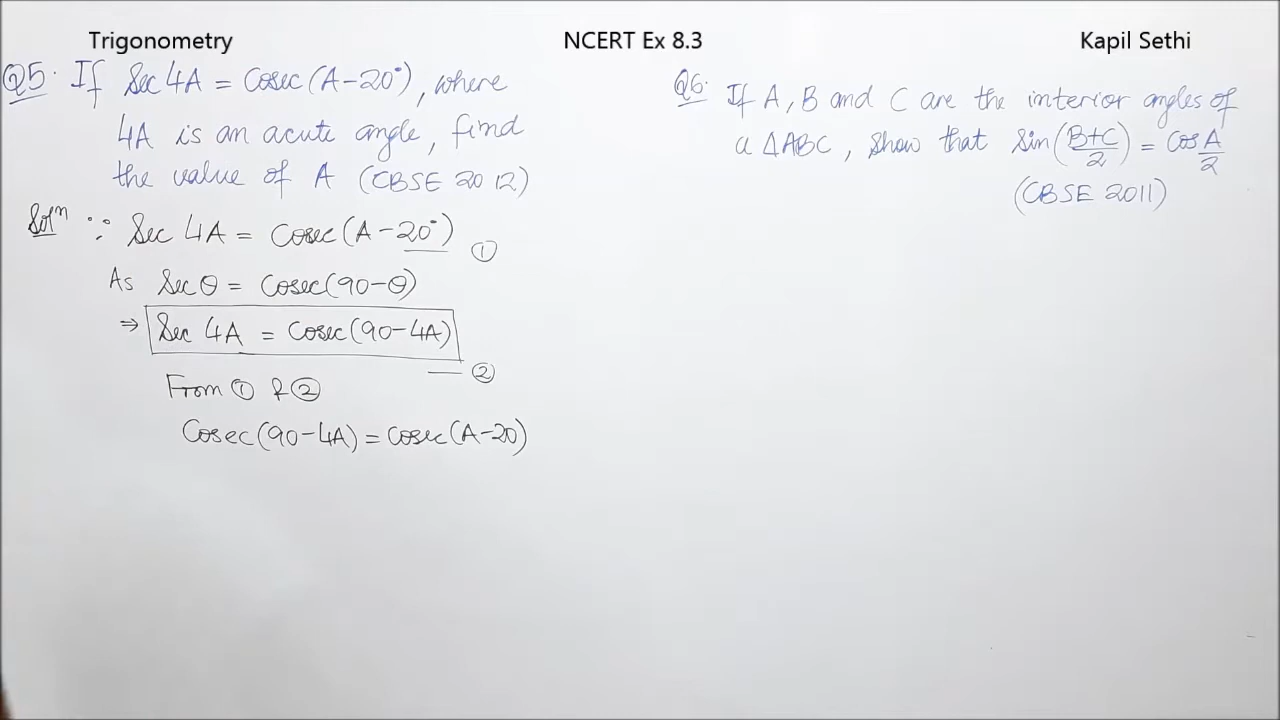 Trigonometry NCERT Ex 8.3 Kapil Sethi
Q5. If Sec 4A = Cosec(A-20°), where
4A is an acute angle, find
the value of A (CBSE 2012)
Solⁿ ∵ Sec 4A = Cosec(A-20°) ①
As Secθ = Cosec(90-θ)
⇒ Sec 4A = Cosec(90-4A)
— ②
From ① & ②
Cosec(90-4A) = Cosec(A-20)
Q6. If A, B and C are the interior angles of
a ΔABC, Show that Sin((B+C)/2) = Cos A/2
(CBSE 2011)